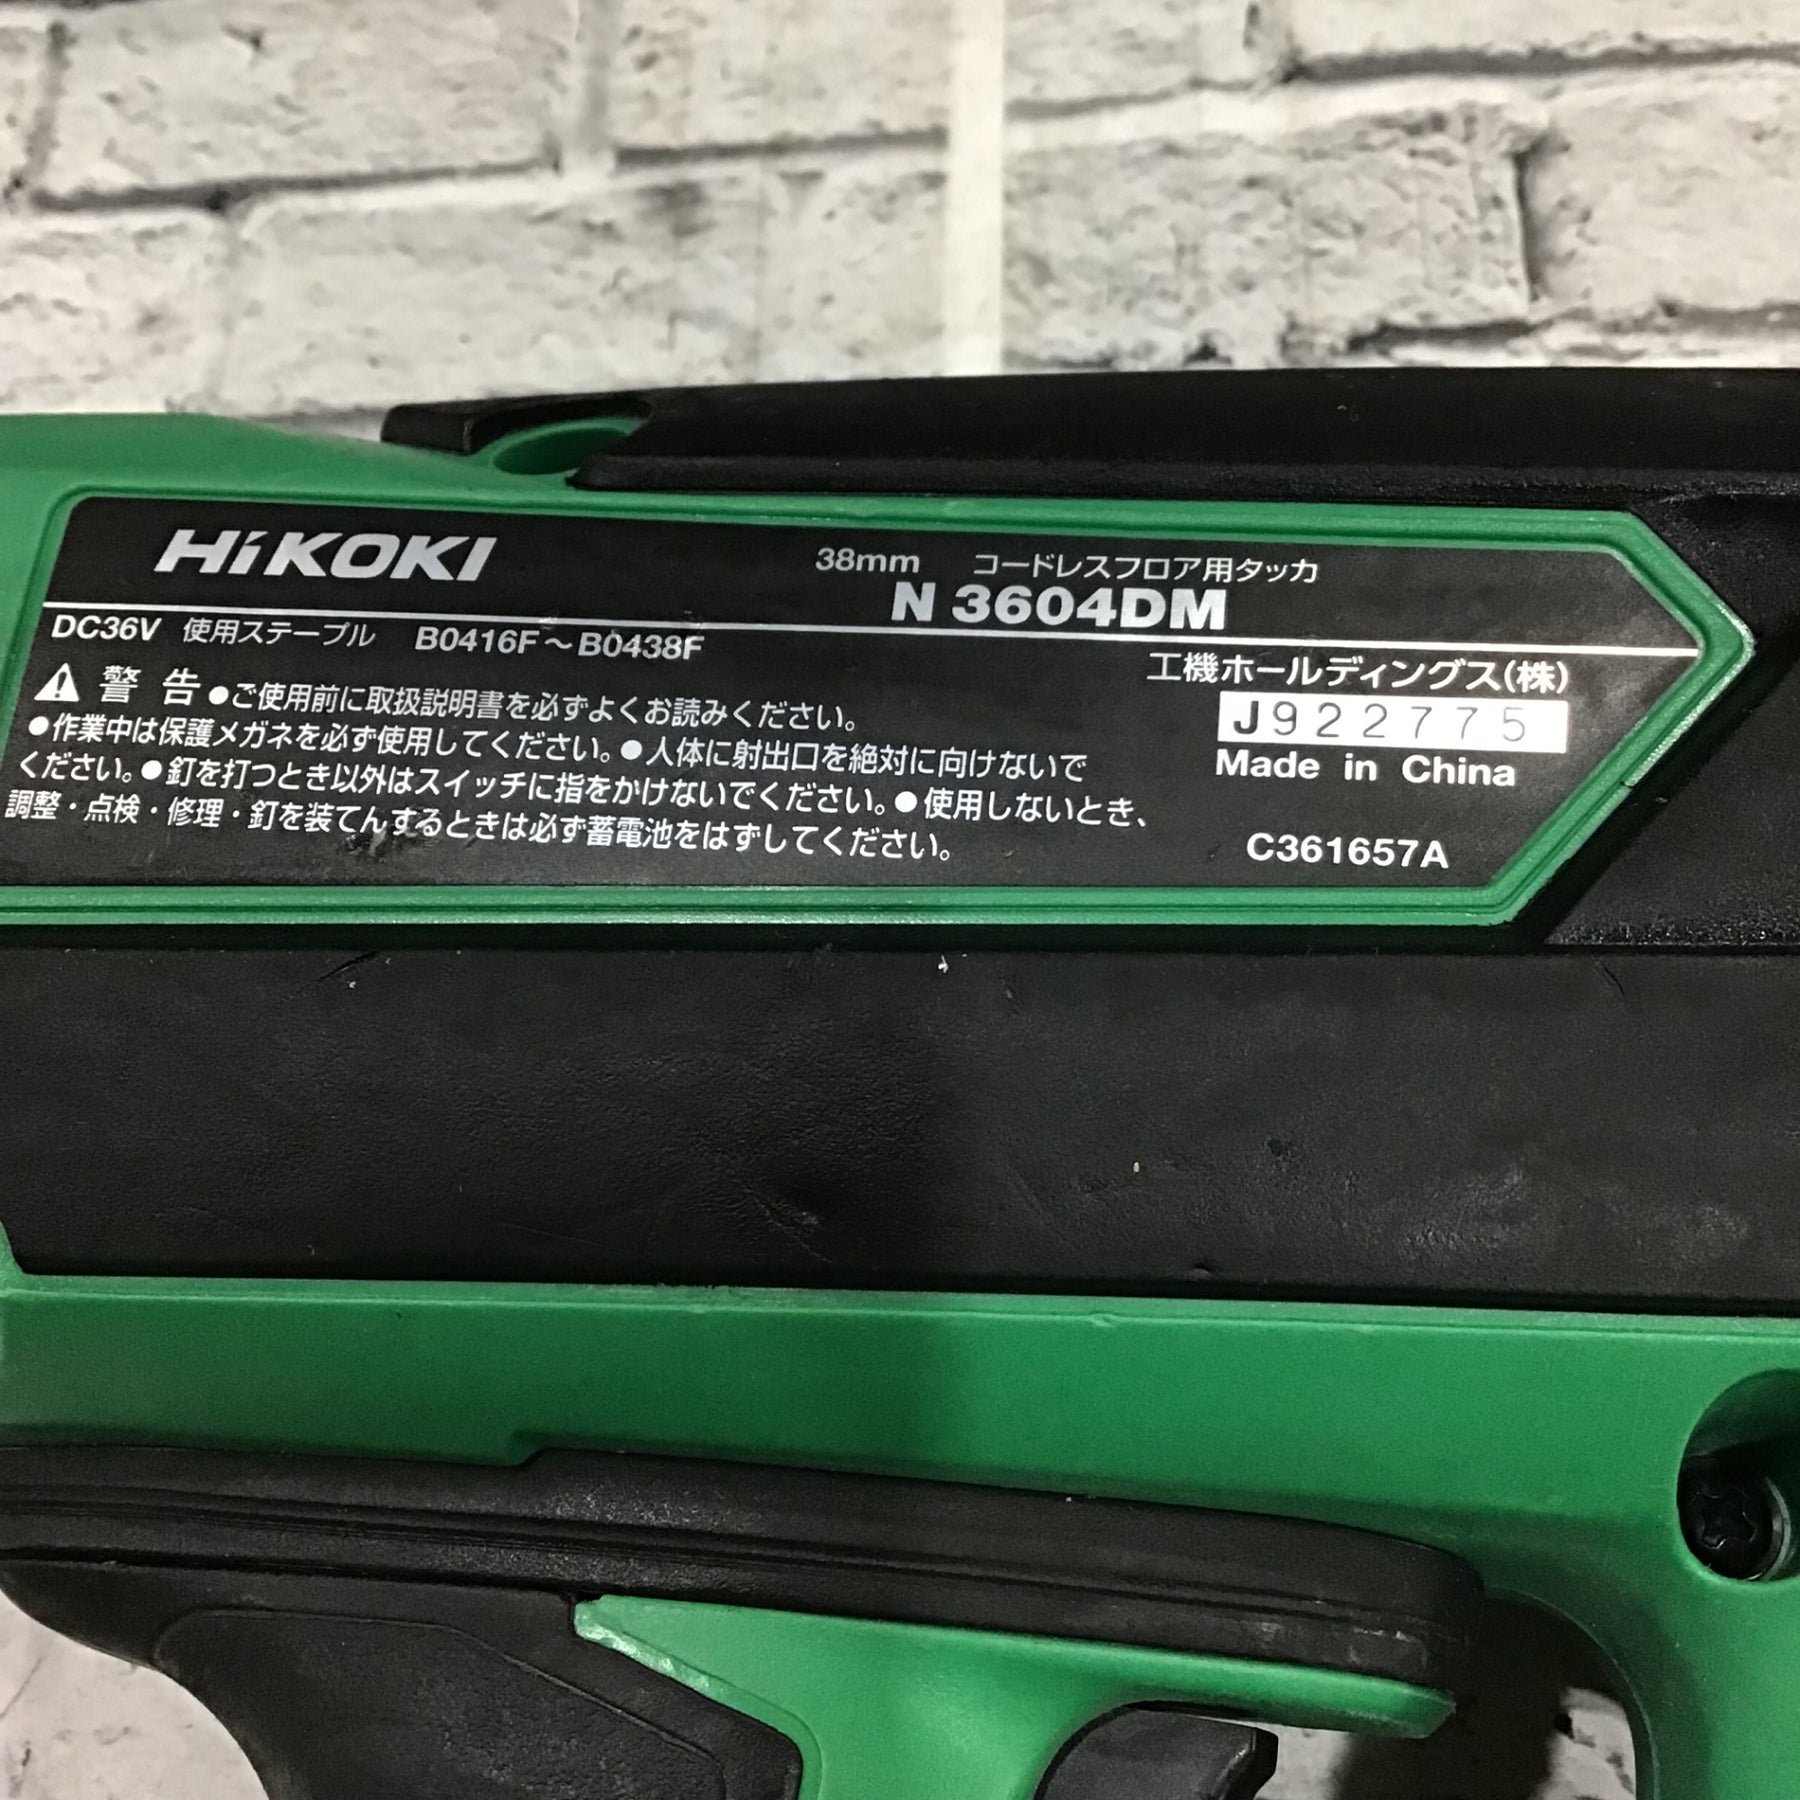 HiKOKI
38mm コードレスフロア用タッカ
N 3604DM
DC36V 使用ステープル B0416F～B0438F
工機ホールディングス(株)
J922775
Made in China
C361657A
警告 ●ご使用前に取扱説明書を必ずよくお読みください。
●作業中は保護メガネを必ず使用してください。●人体に射出口を絶対に向けないで
ください。●釘を打つとき以外はスイッチに指をかけないでください。●使用しないとき、
調整・点検・修理・釘を装てんするときは必ず蓄電池をはずしてください。